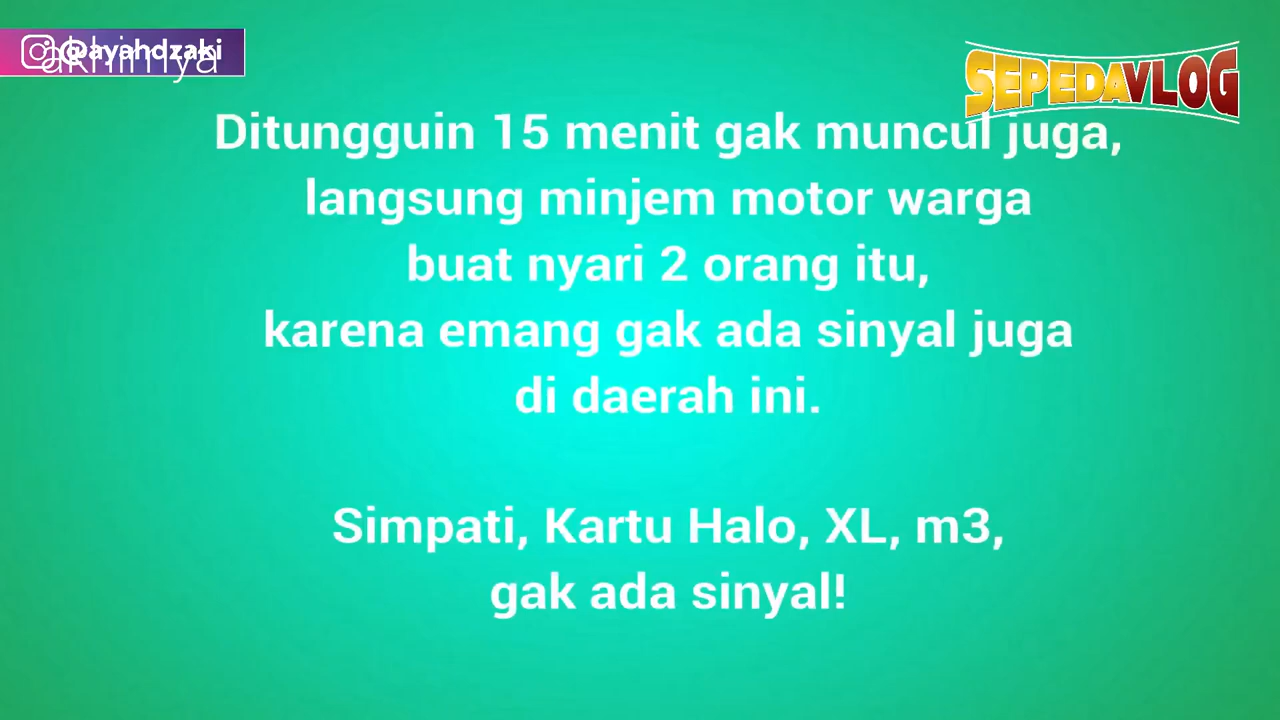 @ayahdzaki
akhirnya
SEPEDAVLOG
Ditungguin 15 menit gak muncul juga,
langsung minjem motor warga
buat nyari 2 orang itu,
karena emang gak ada sinyal juga
di daerah ini.
Simpati, Kartu Halo, XL, m3,
gak ada sinyal!